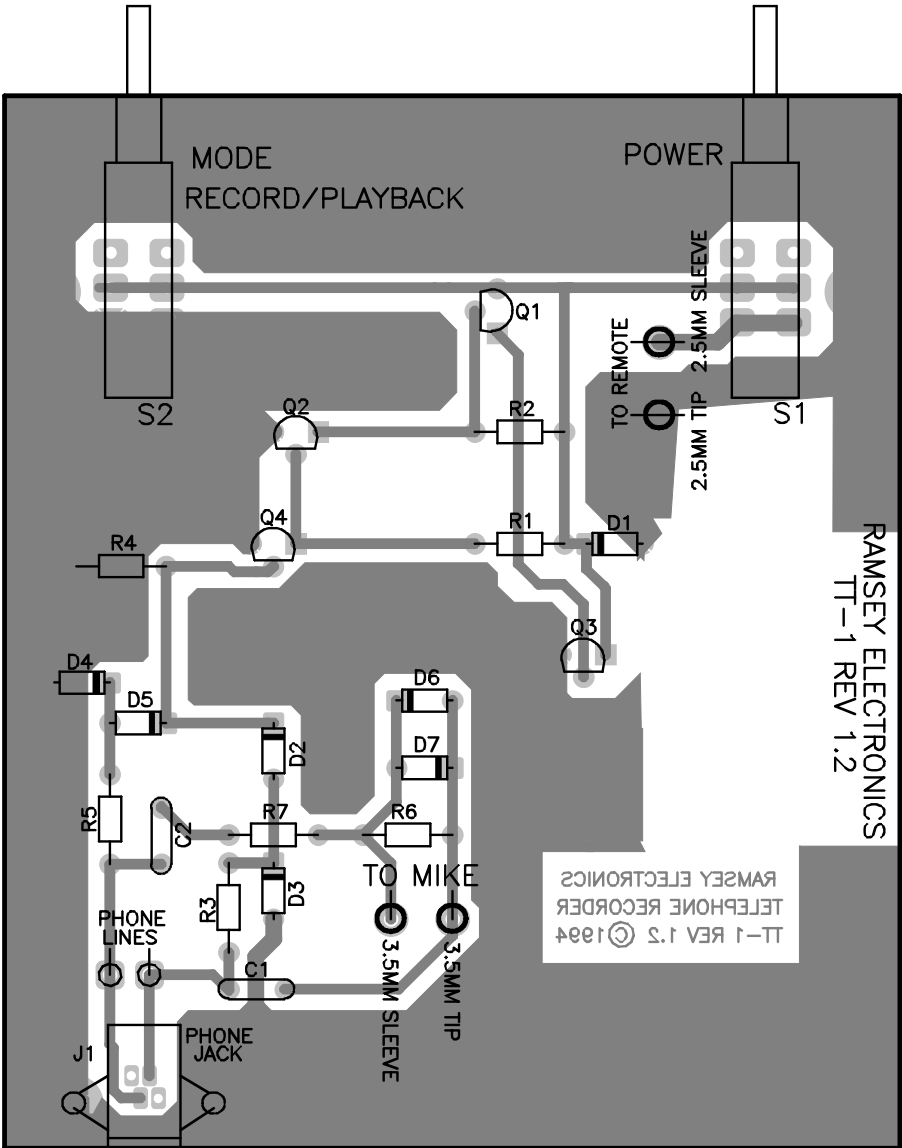 MODE
RECORD/PLAYBACK
POWER
S2
S1
Q1
TO REMOTE
2.5MM SLEEVE
2.5MM TIP
Q2
R2
Q4
R1
D1
R4
Q3
RAMSEY ELECTRONICS
TT-1 REV 1.2
D4
D5
D6
D2
D7
R5
C2
R7
R6
R3
D3
TO MIKE
RAMSEY ELECTRONICS
TELEPHONE RECORDER
TT-1 REV 1.2 ©1994
PHONE
LINES
C1
3.5MM SLEEVE
3.5MM TIP
J1
PHONE
JACK